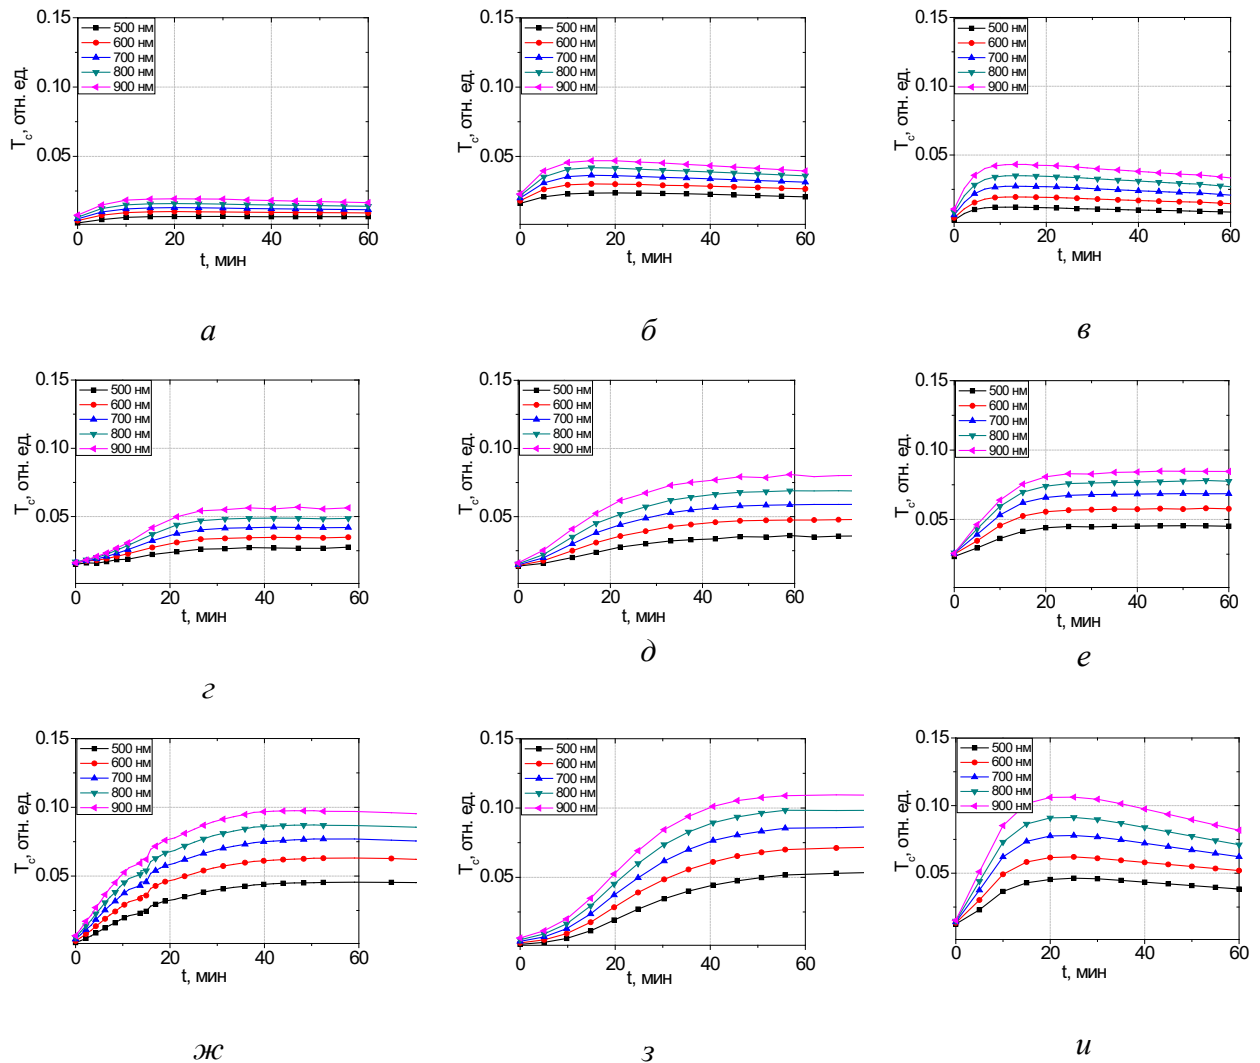 0.15
0.10
0.05
T_c, отн. ед.
500 нм
600 нм
700 нм
800 нм
900 нм
0 20 40 60
t, мин
а
0.15
0.10
0.05
T_c, отн. ед.
500 нм
600 нм
700 нм
800 нм
900 нм
0 20 40 60
t, мин
б
0.15
0.10
0.05
T_c, отн. ед.
500 нм
600 нм
700 нм
800 нм
900 нм
0 20 40 60
t, мин
в
0.15
0.10
0.05
T_c, отн. ед.
500 нм
600 нм
700 нм
800 нм
900 нм
0 20 40 60
t, мин
г
0.15
0.10
0.05
T_c, отн. ед.
500 нм
600 нм
700 нм
800 нм
900 нм
0 20 40 60
t, мин
д
0.15
0.10
0.05
T_c, отн. ед.
500 нм
600 нм
700 нм
800 нм
900 нм
0 20 40 60
t, мин
е
0.15
0.10
0.05
T_c, отн. ед.
500 нм
600 нм
700 нм
800 нм
900 нм
0 20 40 60
t, мин
ж
0.15
0.10
0.05
T_c, отн. ед.
500 нм
600 нм
700 нм
800 нм
900 нм
0 20 40 60
t, мин
з
0.15
0.10
0.05
T_c, отн. ед.
500 нм
600 нм
700 нм
800 нм
900 нм
0 20 40 60
t, мин
и